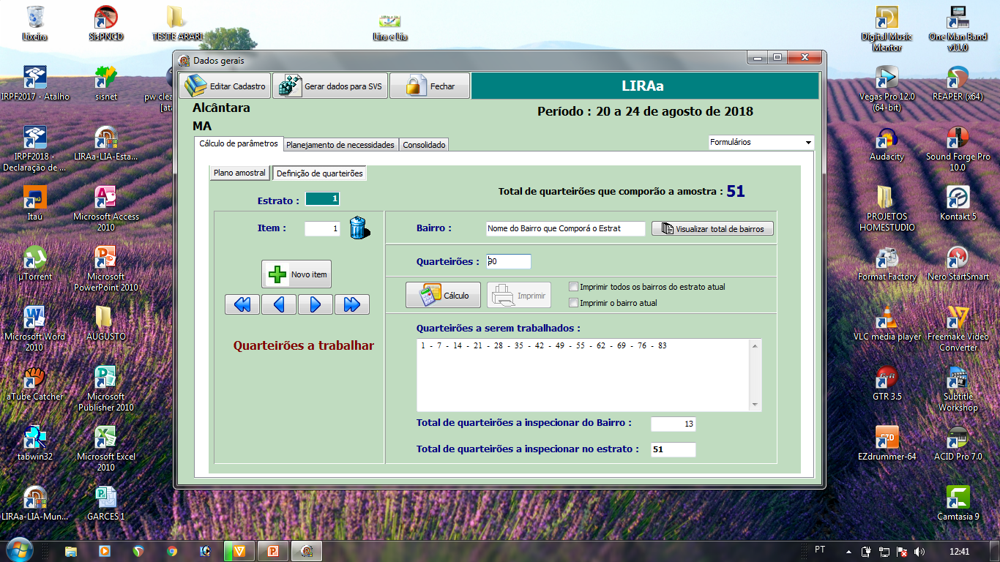 Lixeira
SisPNCD
TESTE ARARI
Lira e Lia
Digital Music Mentor
One Man Band v11.0
IRPF2017 - Atalho
sisnet
pw clea
[ata
Vegas Pro 12.0 (64-bit)
REAPER (x64)
IRPF2018 - Declaração de ...
LIRAa-LIA-Esta...
Audacity
Sound Forge Pro 10.0
Itaú
Microsoft Access 2010
PROJETOS HOMESTUDIO
Kontakt 5
µTorrent
Microsoft PowerPoint 2010
Format Factory
Nero StartSmart
Microsoft Word 2010
AUGUSTO
VLC media player
Freemake Video Converter
aTube Catcher
Microsoft Publisher 2010
GTR 3.5
Subtitle Workshop
tabwin32
Microsoft Excel 2010
EZdrummer-64
ACID Pro 7.0
LIRAa-LIA-Mun...
GARCES 1
Camtasia 9
Dados gerais
Editar Cadastro
Gerar dados para SVS
Fechar
LIRAa
Alcântara
MA
Período : 20 a 24 de agosto de 2018
Cálculo de parâmetros
Planejamento de necessidades
Consolidado
Formulários
Plano amostral
Definição de quarteirões
Estrato : 1
Total de quarteirões que comporão a amostra : 51
Item : 1
Bairro : Nome do Bairro que Comporá o Estrat
Visualizar total de bairros
Quarteirões : 90
Novo item
Cálculo
Imprimir
Imprimir todos os bairros do estrato atual
Imprimir o bairro atual
Quarteirões a trabalhar
Quarteirões a serem trabalhados :
1 - 7 - 14 - 21 - 28 - 35 - 42 - 49 - 55 - 62 - 69 - 76 - 83
Total de quarteirões a inspecionar do Bairro : 13
Total de quarteirões a inspecionar no estrato : 51
PT
12:41